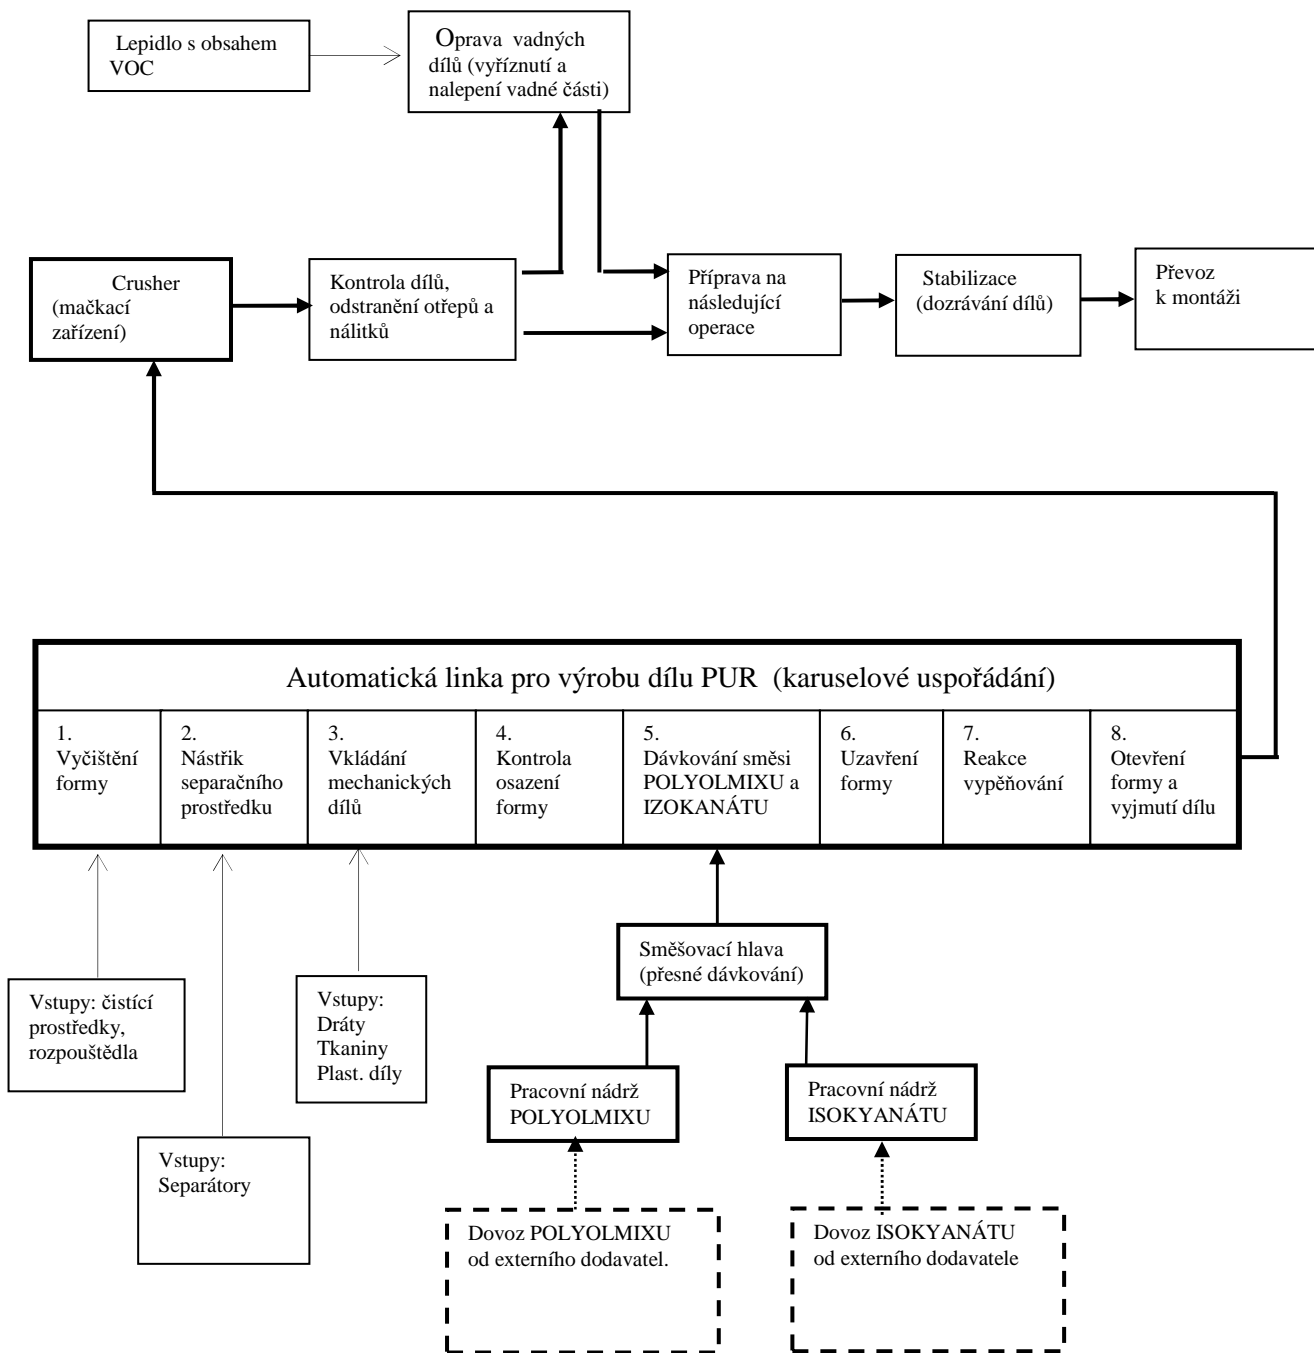 Lepidlo s obsahem
VOC
Oprava vadných
dílů (vyříznutí a
nalepení vadné části)
Crusher
(mačkací
zařízení)
Kontrola dílů,
odstranění otřepů a
nálitků
Příprava na
následující
operace
Stabilizace
(dozrávání dílů)
Převoz
k montáži
Automatická linka pro výrobu dílu PUR (karuselové uspořádání)
1.
Vyčištění
formy
2.
Nástřik
separačního
prostředku
3.
Vkládání
mechanických
dílů
4.
Kontrola
osazení
formy
5.
Dávkování směsi
POLYOLMIXU a
IZOKANÁTU
6.
Uzavření
formy
7.
Reakce
vypěňování
8.
Otevření
formy a
vyjmutí dílu
Směšovací hlava
(přesné dávkování)
Vstupy: čistící
prostředky,
rozpouštědla
Vstupy:
Dráty
Tkaniny
Plast. díly
Pracovní nádrž
POLYOLMIXU
Pracovní nádrž
ISOKYANÁTU
Vstupy:
Separátory
Dovoz POLYOLMIXU
od externího dodavatel.
Dovoz ISOKYANÁTU
od externího dodavatele